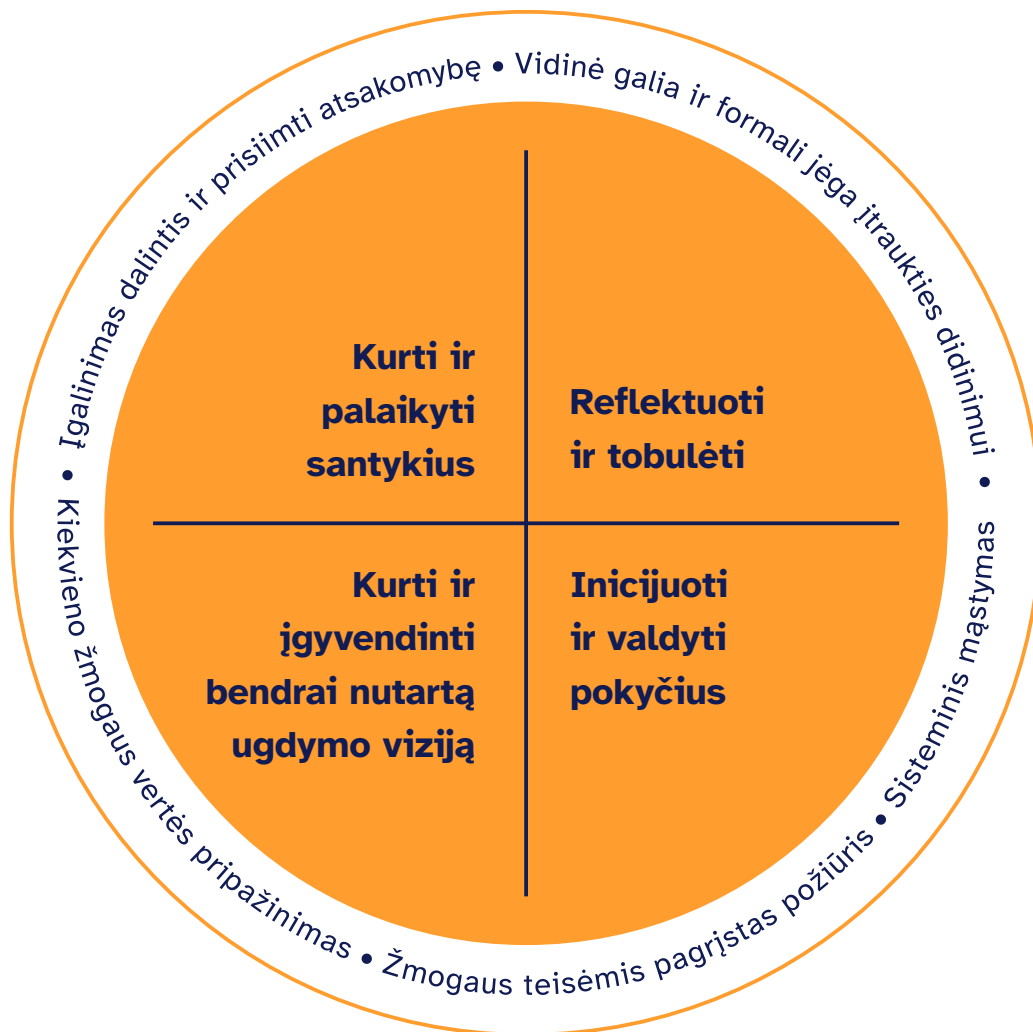 Įgalinimas dalintis ir prisiimti atsakomybę • Vidinė galia ir formali jėga įtraukties didinimui •
Sisteminis mąstymas
• Žmogaus teisėmis pagrįstas požiūris •
• Kiekvieno žmogaus vertės pripažinimas
Kurti ir
palaikyti
santykius
Reflektuoti
ir tobulėti
Kurti ir
įgyvendinti
bendrai nutartą
ugdymo viziją
Inicijuoti
ir valdyti
pokyčius